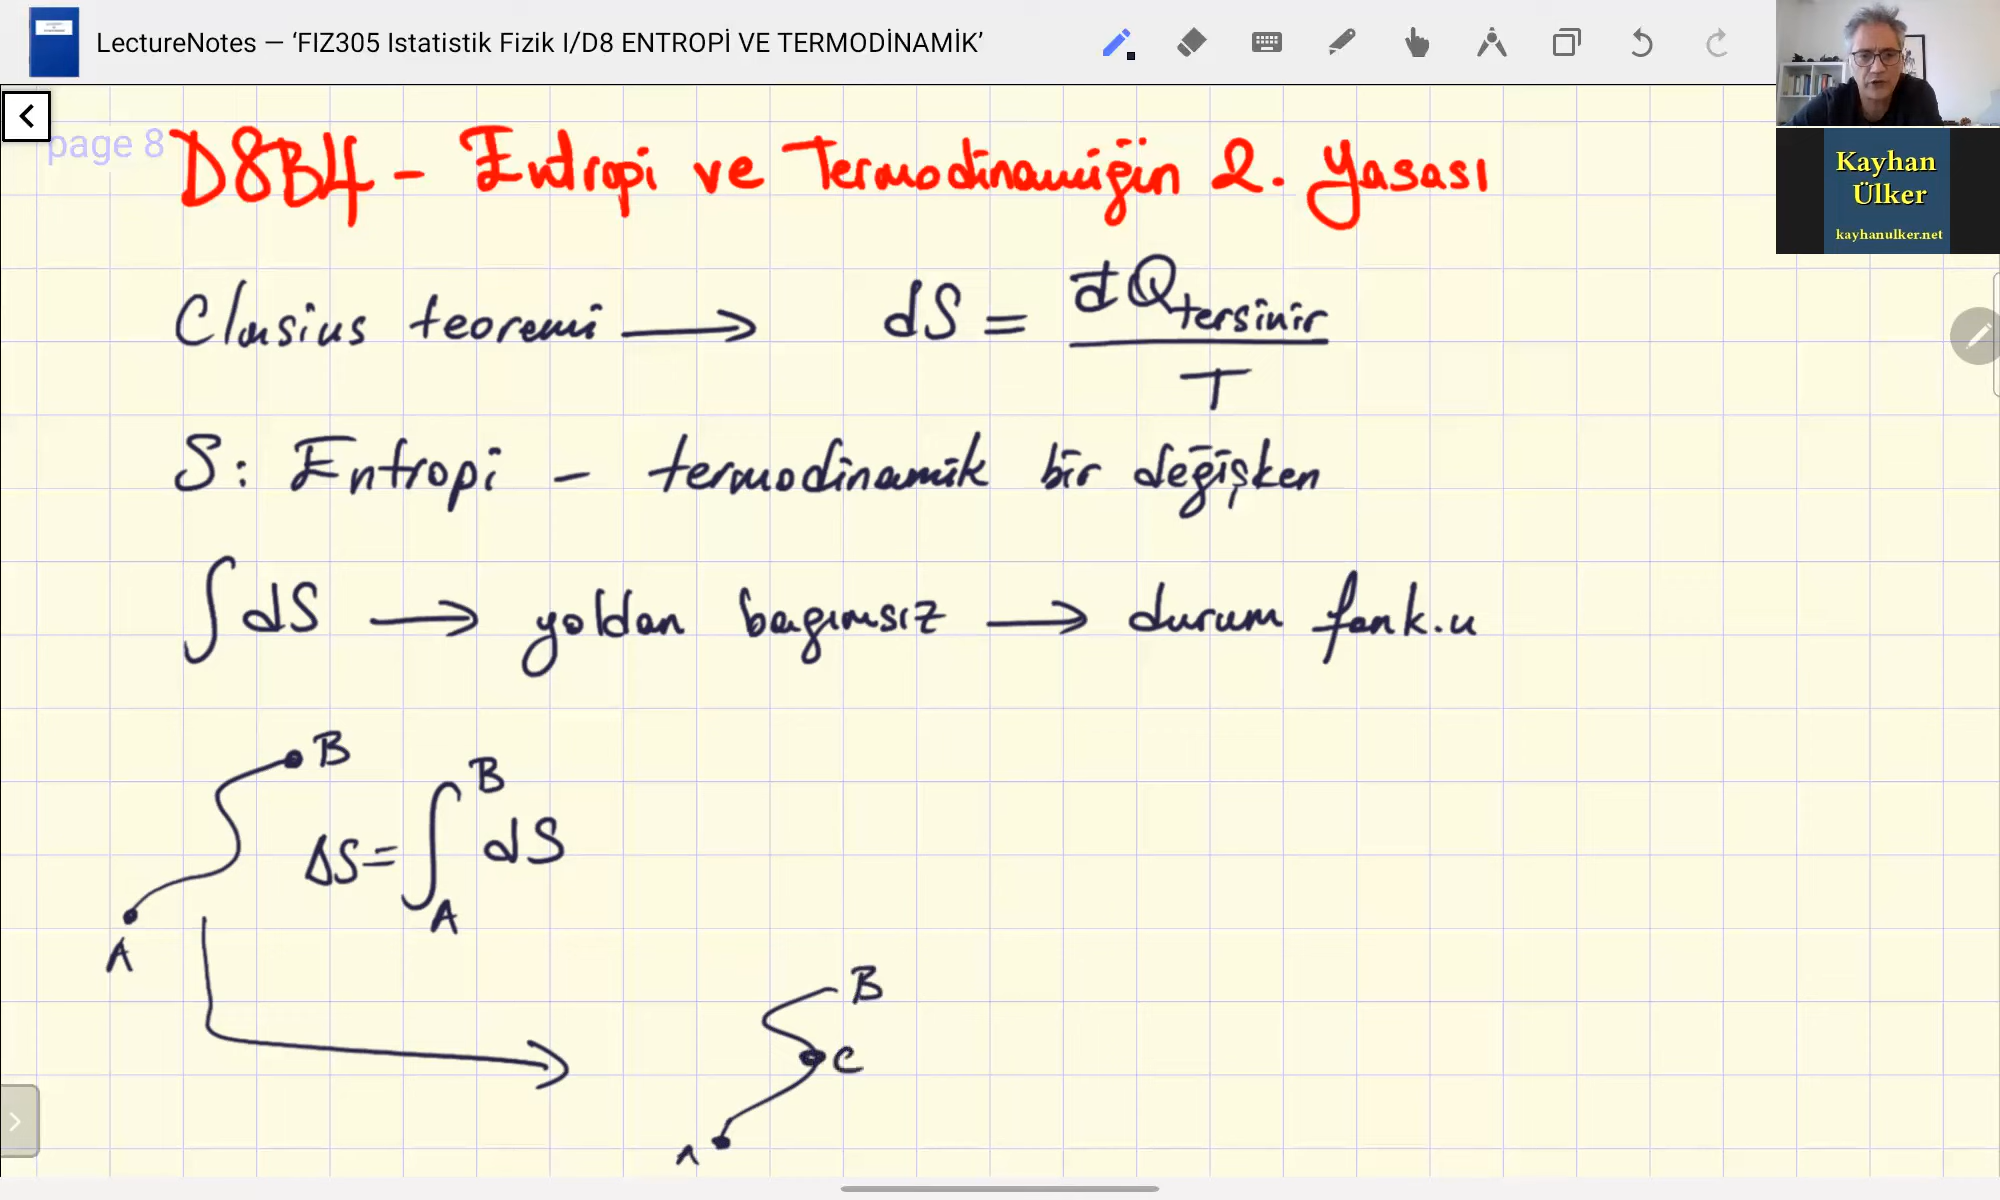 LectureNotes — ‘FIZ305 Istatistik Fizik I/D8 ENTROPİ VE TERMODİNAMİK’
Kayhan
Ülker
kayhanulker.net
page 8
D8B4 - Entropi ve Termodinamiğin 2. Yasası
Clausius teoremi → dS = đQtersinir / T
S: Entropi - termodinamik bir değişken
∫dS → yoldan bağımsız → durum fonk.u
B
A
ΔS = ∫_A^B dS
B
C
A